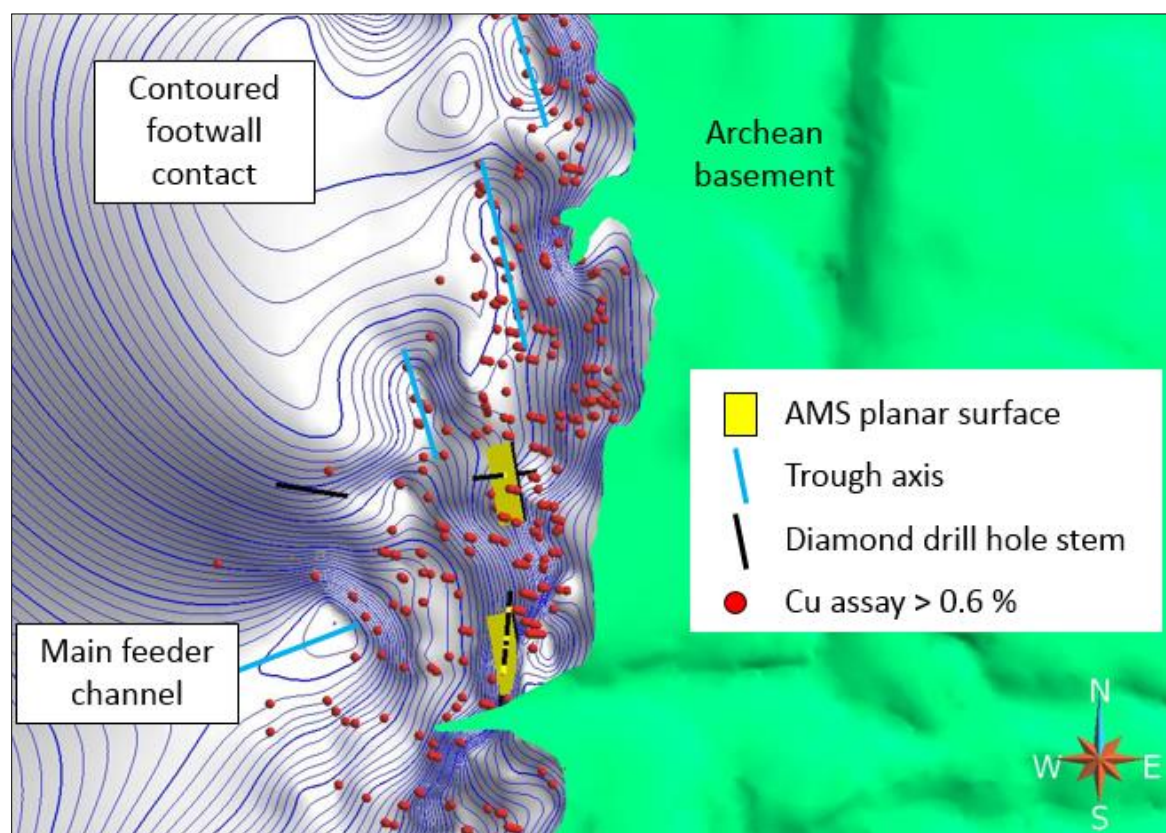 Contoured
footwall
contact
Archean
basement
AMS planar surface
Trough axis
Diamond drill hole stem
Cu assay > 0.6 %
Main feeder
channel
N
W E
S